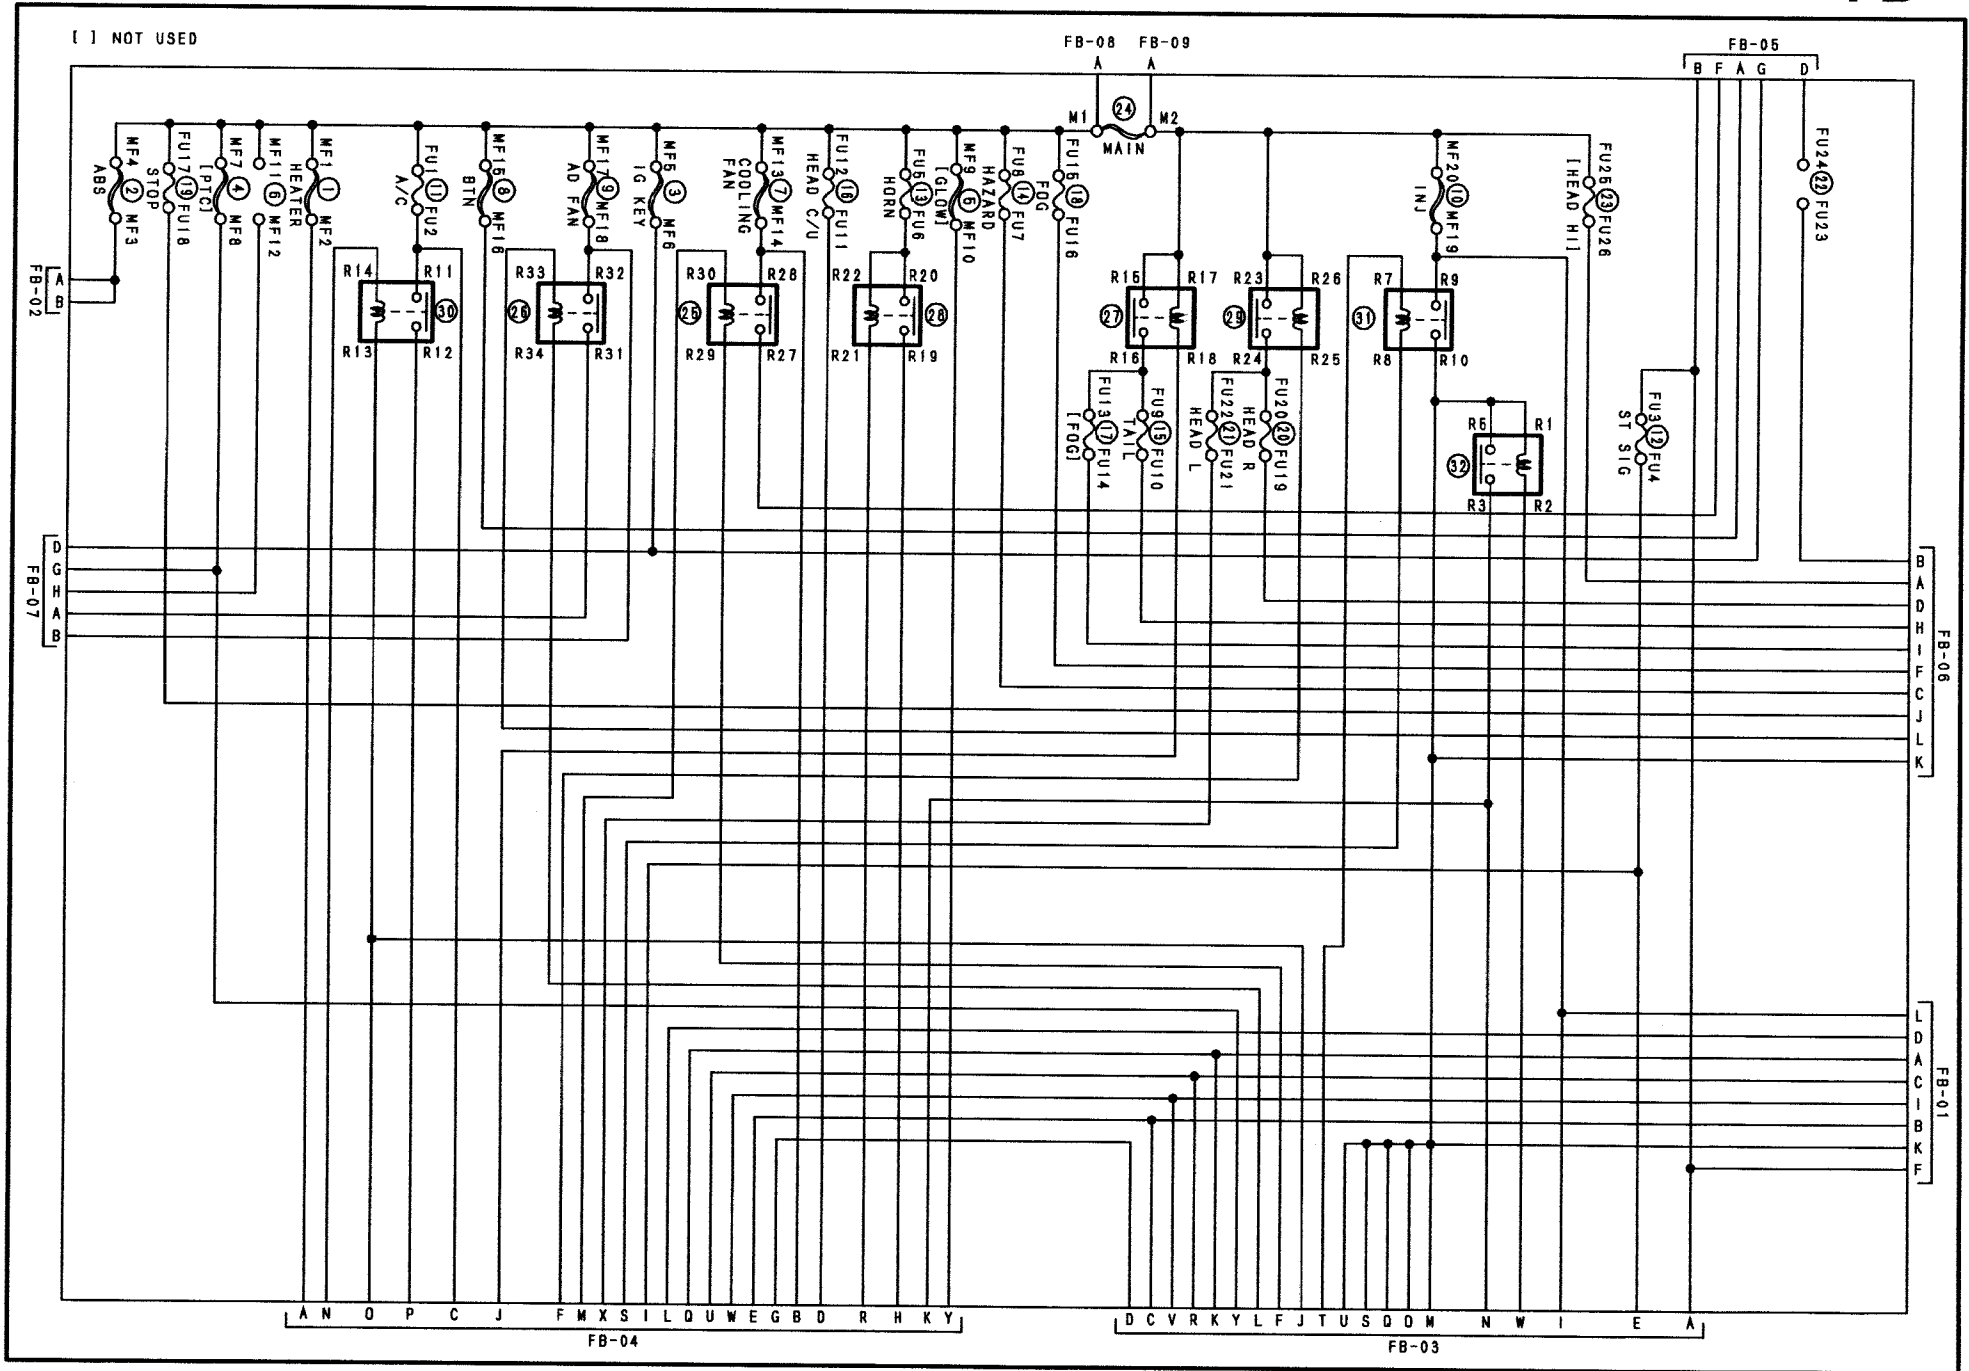 [ ] NOT USED
FB-08 FB-09
A A
FB-05
B F A G D
M1 24 M2
MAIN
MF4 2 MF3
ABS
FU17 19 FU18
STOP
MF7 4 MF8
[PTC]
MF11 6 MF12
MF1 1 MF2
HEATER
FU1 11 FU2
A/C
MF15 8 MF16
BTN
MF17 9 MF18
AD FAN
MF5 3 MF6
IG KEY
MF13 7 MF14
COOLING
FAN
FU12 16 FU11
HEAD C/U
FU5 13 FU6
HORN
MF9 5 MF10
[GLOW]
FU8 14 FU7
HAZARD
FU15 18 FU16
FOG
MF20 10 MF19
INJ
FU25 23 FU26
[HEAD HI]
FU24 22 FU23
FB-02
A
B
R14 R11
30
R13 R12
R33 R32
26
R34 R31
R30 R28
25
R29 R27
R22 R20
28
R21 R19
R15 R17
27
R16 R18
R23 R26
29
R24 R25
R7 R9
31
R8 R10
FU13 17 FU14
[FOG]
FU9 15 FU10
TAIL
FU22 21 FU21
HEAD L
FU20 20 FU19
HEAD R
R5 R1
32
R3 R2
FU3 12 FU4
ST SIG
FB-07
D
G
H
A
B
FB-06
B
A
D
H
I
F
C
J
L
K
FB-01
L
D
A
C
I
B
K
F
A N O P C J F M X S I L Q U W E G B D R H K Y
FB-04
D C V R K Y L F J T U S Q O M N W I E A
FB-03